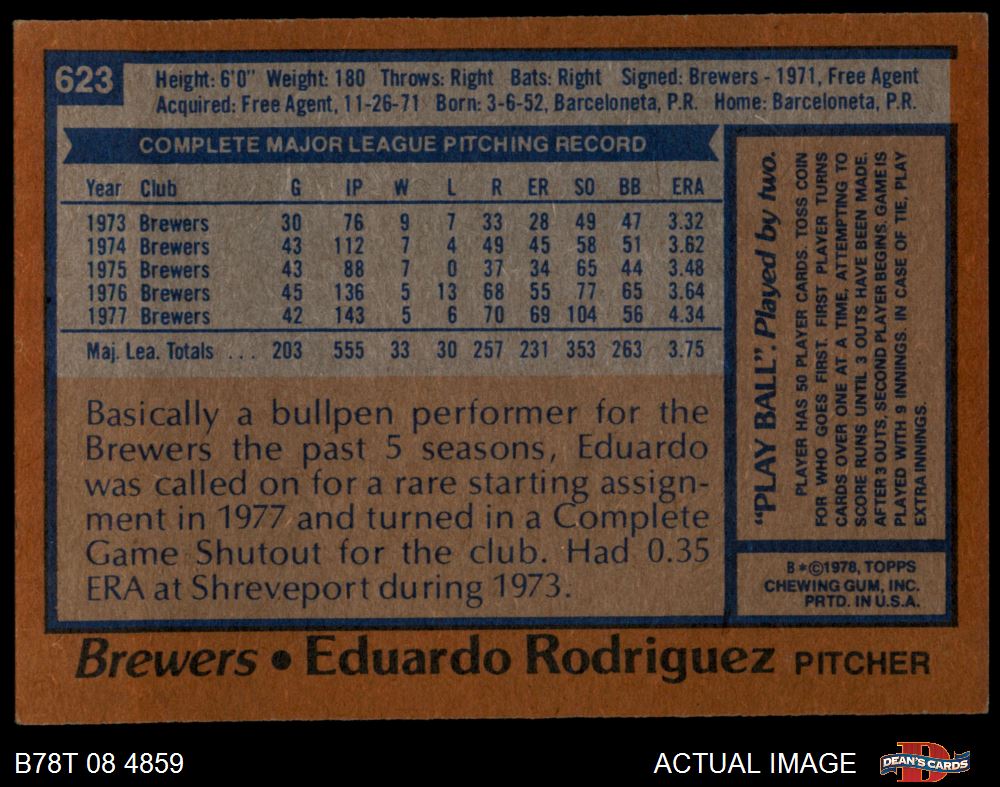 623
Height: 6'0" Weight: 180 Throws: Right Bats: Right Signed: Brewers - 1971, Free Agent
Acquired: Free Agent, 11-26-71 Born: 3-6-52, Barceloneta, P.R. Home: Barceloneta, P.R.
COMPLETE MAJOR LEAGUE PITCHING RECORD
Year Club G IP W L R ER SO BB ERA
1973 Brewers 30 76 9 7 33 28 49 47 3.32
1974 Brewers 43 112 7 4 49 45 58 51 3.62
1975 Brewers 43 88 7 0 37 34 65 44 3.48
1976 Brewers 45 136 5 13 68 55 77 65 3.64
1977 Brewers 42 143 5 6 70 69 104 56 4.34
Maj. Lea. Totals ... 203 555 33 30 257 231 353 263 3.75
Basically a bullpen performer for the
Brewers the past 5 seasons, Eduardo
was called on for a rare starting assign-
ment in 1977 and turned in a Complete
Game Shutout for the club. Had 0.35
ERA at Shreveport during 1973.
"PLAY BALL". Played by two.
PLAYER HAS 50 PLAYER CARDS. TOSS COIN
FOR WHO GOES FIRST. FIRST PLAYER TURNS
CARDS OVER ONE AT A TIME, ATTEMPTING TO
SCORE RUNS UNTIL 3 OUTS HAVE BEEN MADE.
AFTER 3 OUTS, SECOND PLAYER BEGINS. GAME IS
PLAYED WITH 9 INNINGS. IN CASE OF TIE, PLAY
EXTRA INNINGS.
B*©1978, TOPPS
CHEWING GUM, INC.
PRTD. IN U.S.A.
Brewers • Eduardo Rodriguez PITCHER
B78T 08 4859
ACTUAL IMAGE
D
DEAN'S CARDS